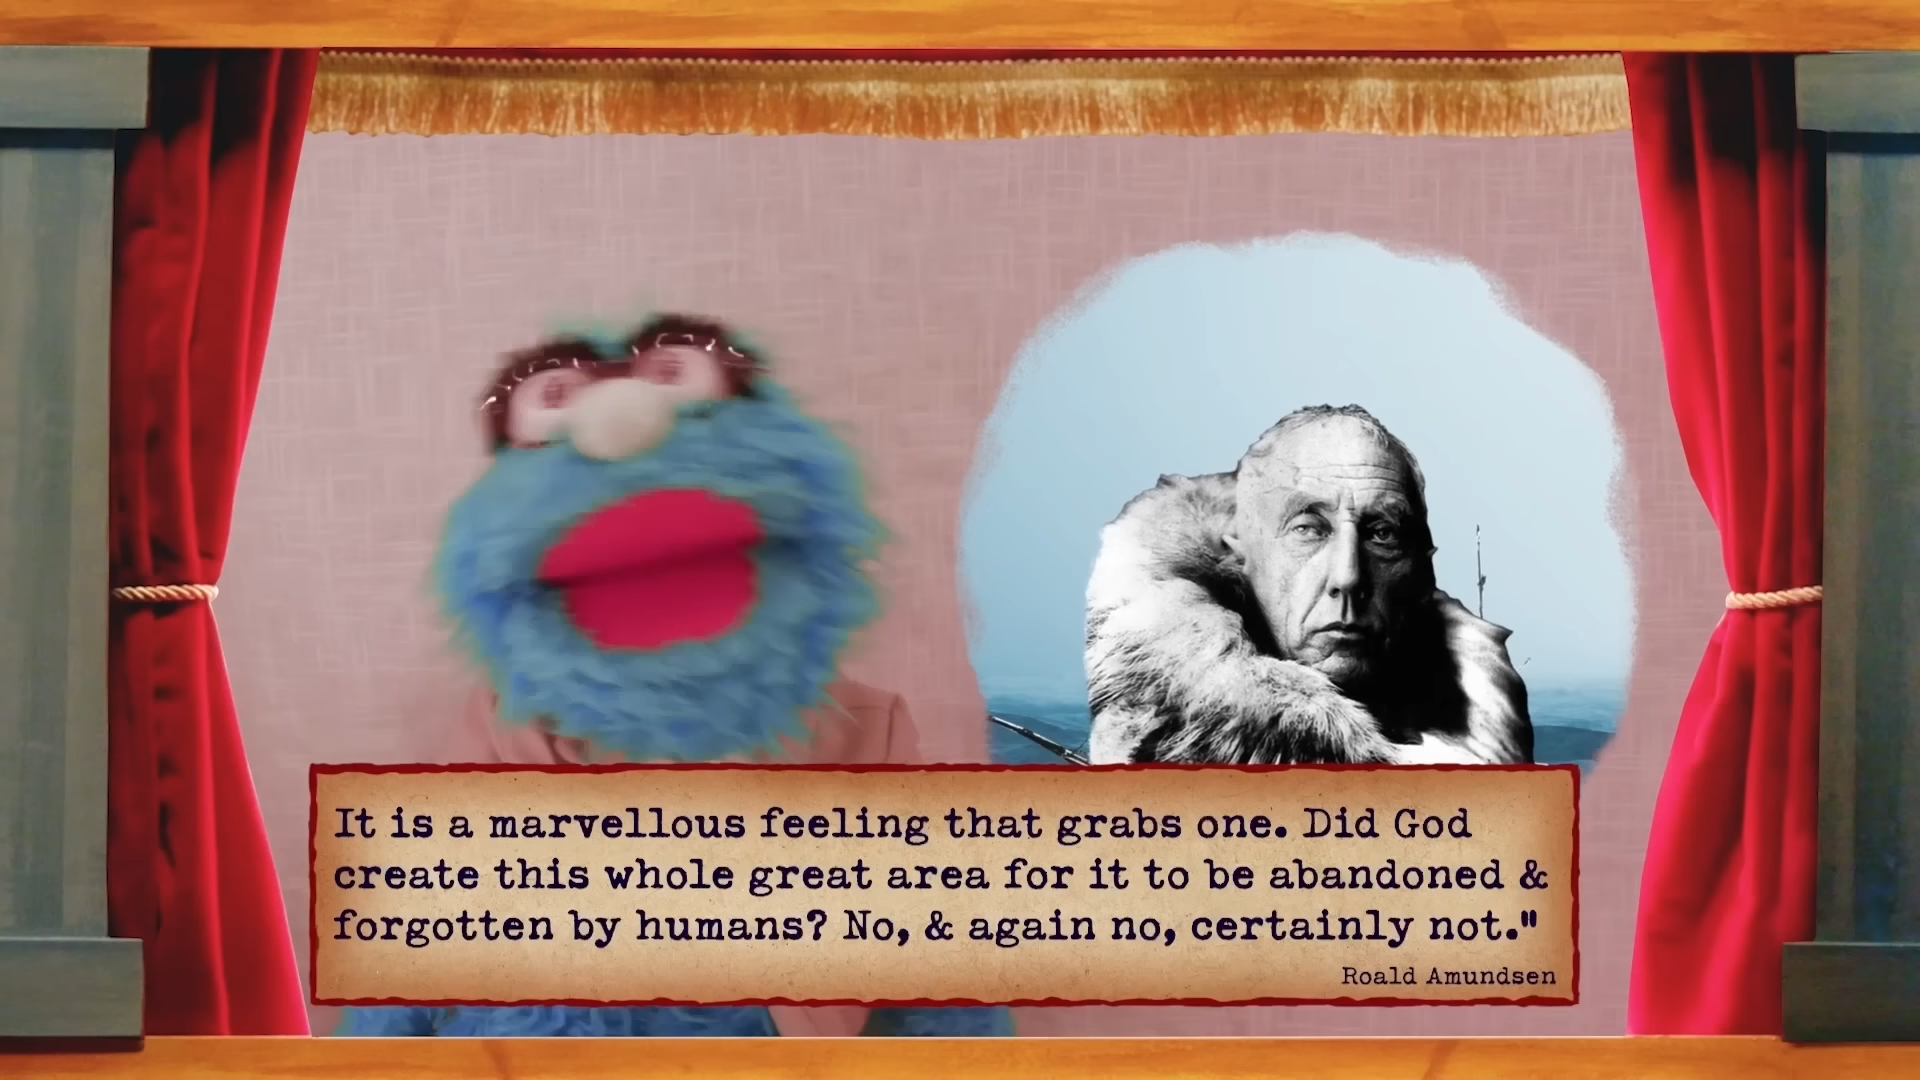 It is a marvellous feeling that grabs one. Did God
create this whole great area for it to be abandoned &
forgotten by humans? No, & again no, certainly not."
Roald Amundsen